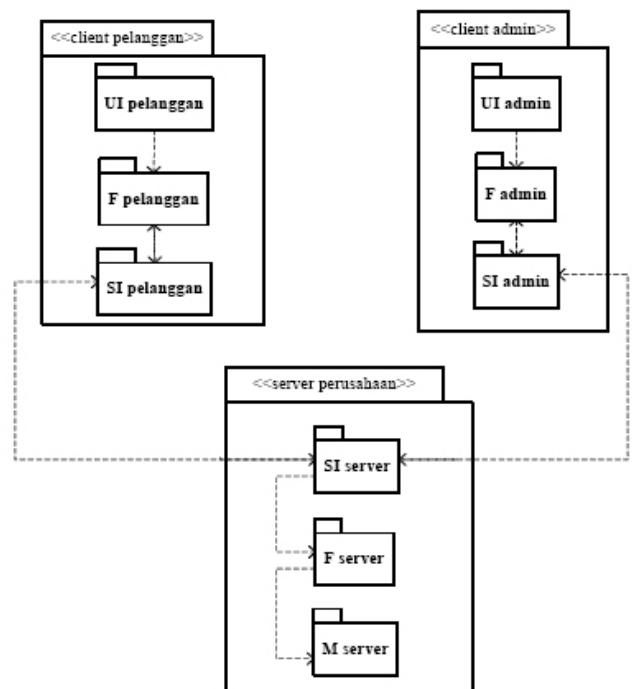 <<client pelanggan>>
UI pelanggan
F pelanggan
SI pelanggan
<<client admin>>
UI admin
F admin
SI admin
<<server perusahaan>>
SI server
F server
M server